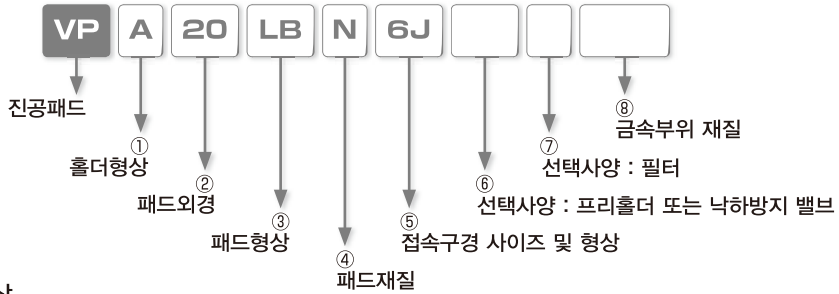 VP A 20 LB N 6J
진공패드
①
홀더형상
②
패드외경
③
패드형상
④
패드재질
⑤
접속구경 사이즈 및 형상
⑥
선택사양 : 프리홀더 또는 낙하방지 밸브
⑦
선택사양 : 필터
⑧
금속부위 재질